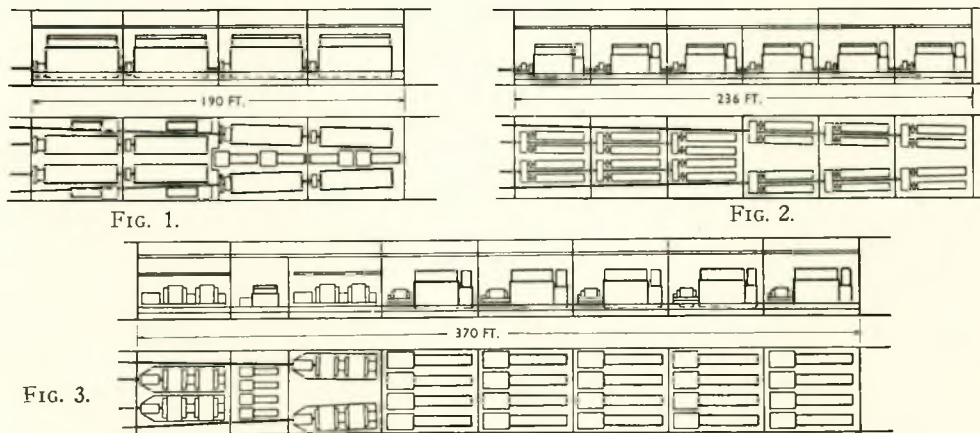 190 FT.
236 FT.
FIG. 1.
FIG. 2.
370 FT.
FIG. 3.